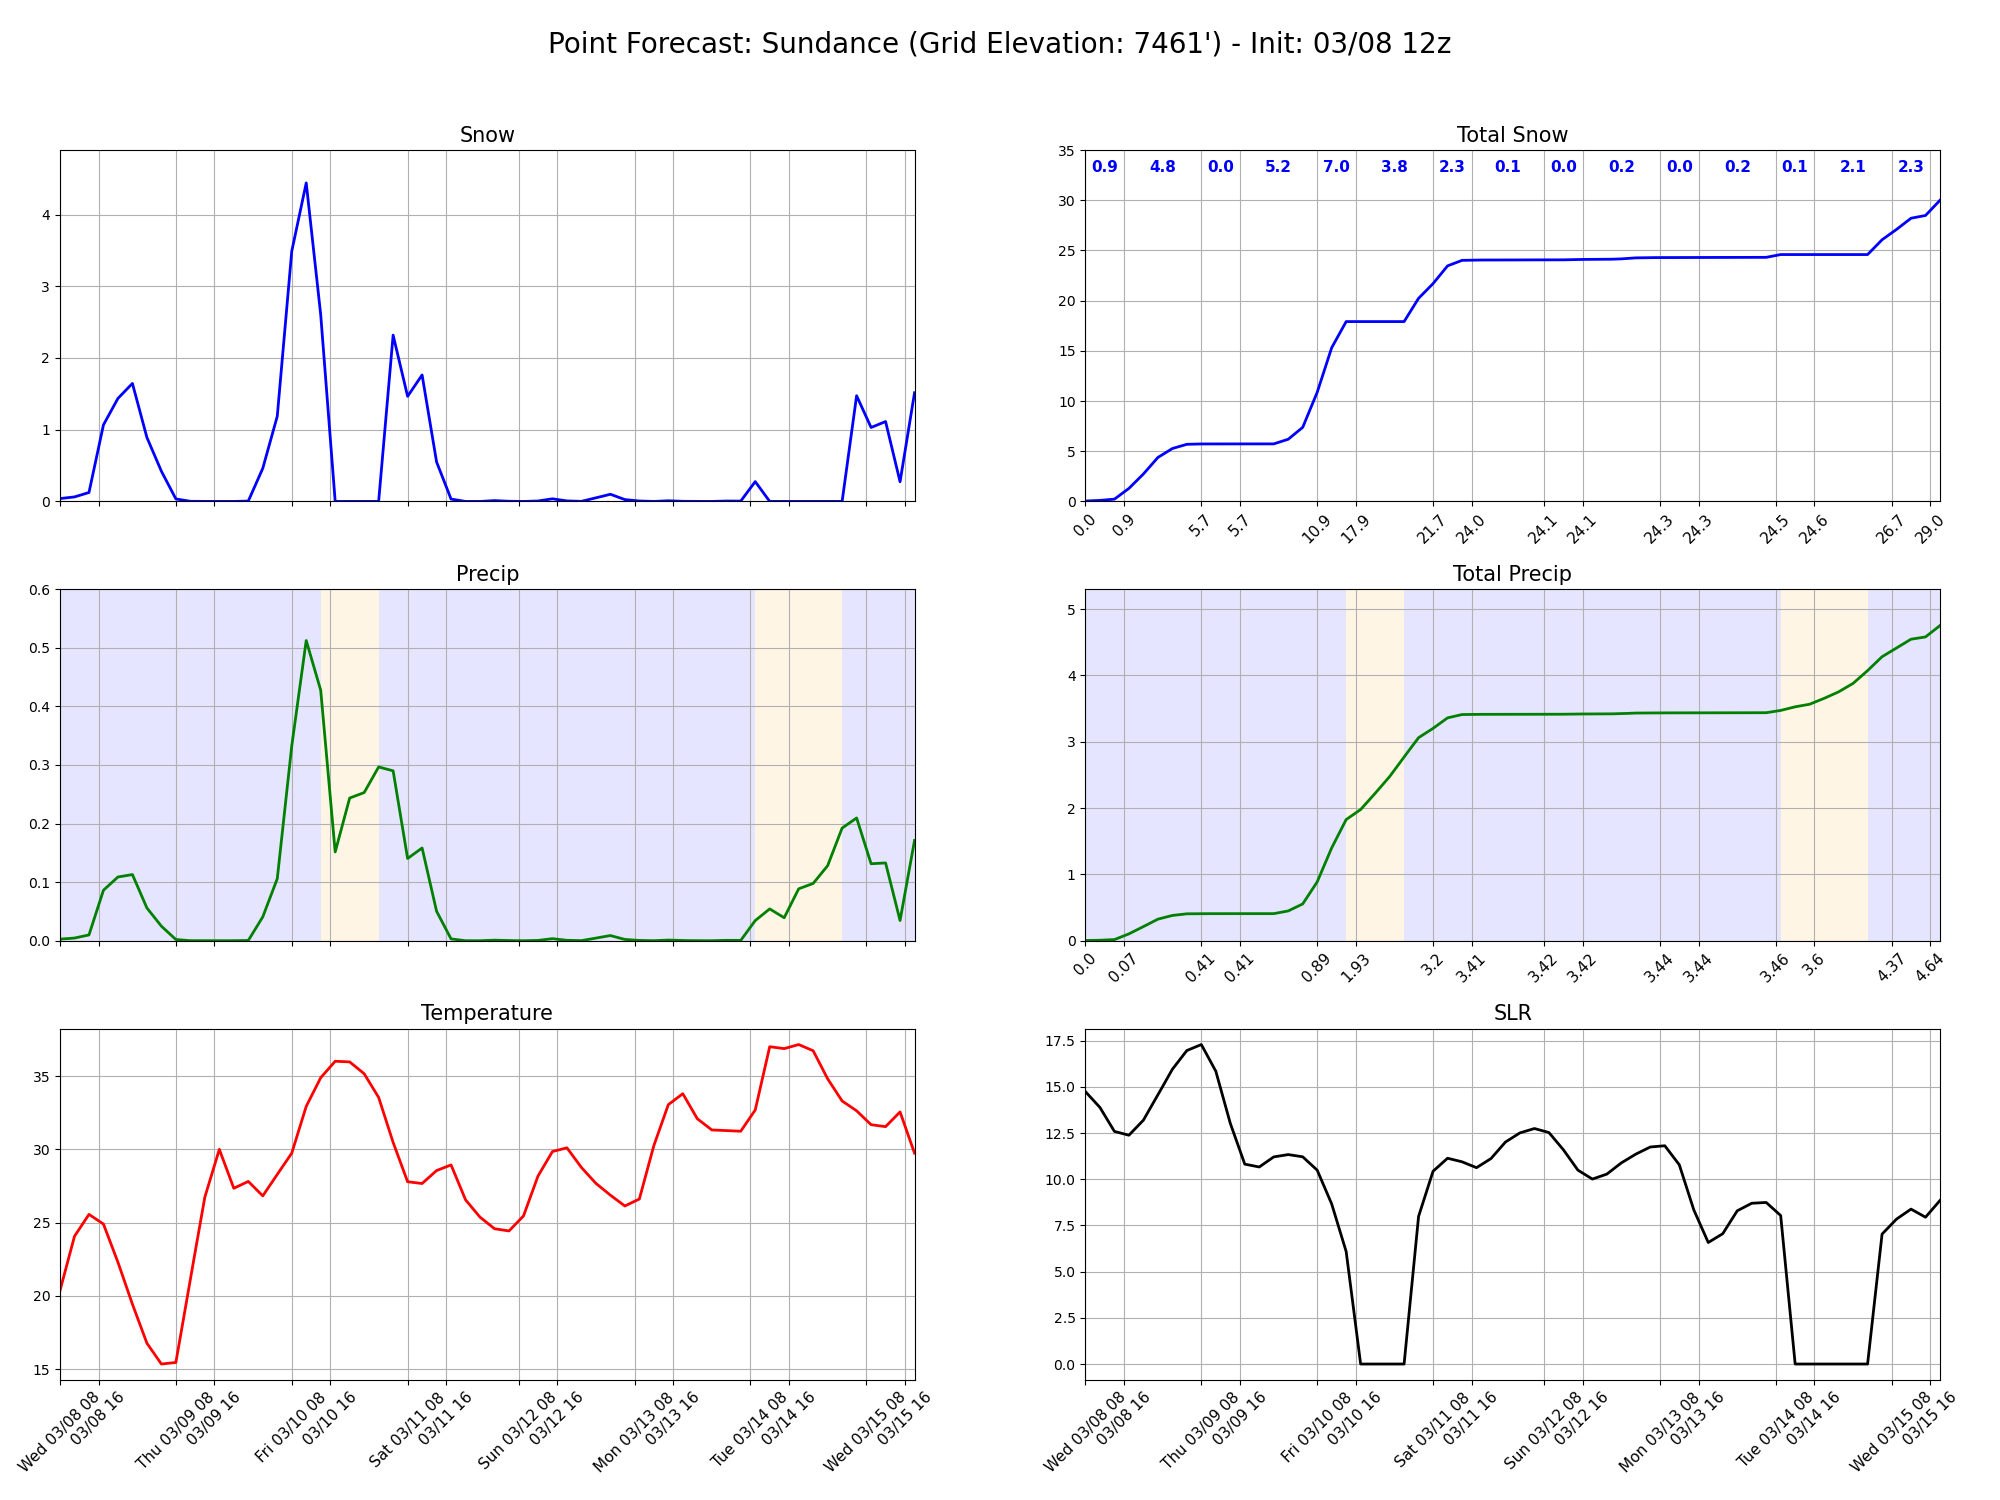 Point Forecast: Sundance (Grid Elevation: 7461') - Init: 03/08 12z
Snow
4
3
2
1
0
Total Snow
0.9 4.8 0.0 5.2 7.0 3.8 2.3 0.1 0.0 0.2 0.0 0.2 0.1 2.1 2.3
35
30
25
20
15
10
5
0
0.0 0.9 5.7 5.7 10.9 17.9 21.7 24.0 24.1 24.1 24.3 24.3 24.5 24.6 26.7 29.0
Precip
0.6
0.5
0.4
0.3
0.2
0.1
0.0
Total Precip
5
4
3
2
1
0
0.0 0.07 0.41 0.41 0.89 1.93 3.2 3.41 3.42 3.42 3.44 3.44 3.46 3.6 4.37 4.64
Temperature
35
30
25
20
15
Wed 03/08 08
03/08 16
Thu 03/09 08
03/09 16
Fri 03/10 08
03/10 16
Sat 03/11 08
03/11 16
Sun 03/12 08
03/12 16
Mon 03/13 08
03/13 16
Tue 03/14 08
03/14 16
Wed 03/15 08
03/15 16
SLR
17.5
15.0
12.5
10.0
7.5
5.0
2.5
0.0
Wed 03/08 08
03/08 16
Thu 03/09 08
03/09 16
Fri 03/10 08
03/10 16
Sat 03/11 08
03/11 16
Sun 03/12 08
03/12 16
Mon 03/13 08
03/13 16
Tue 03/14 08
03/14 16
Wed 03/15 08
03/15 16